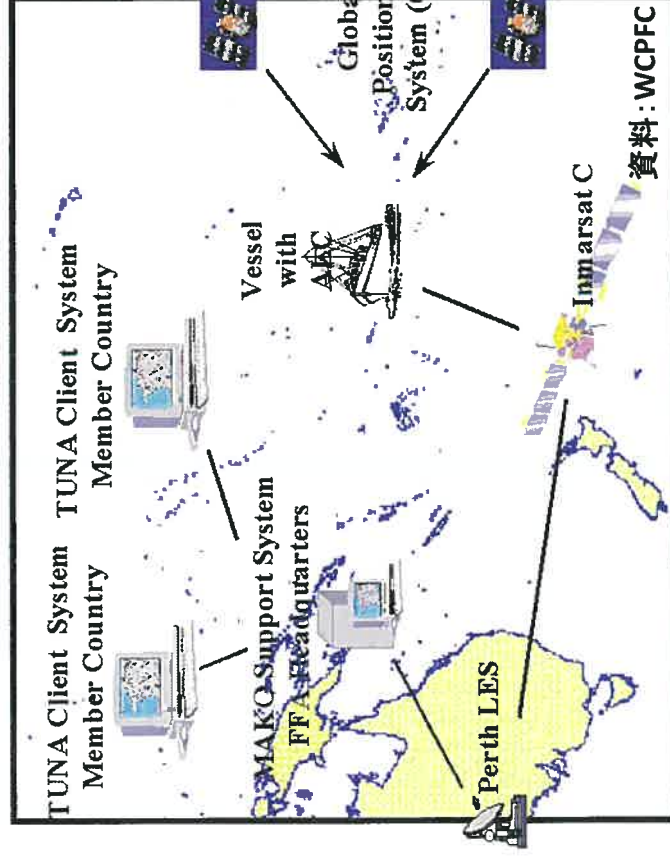 TUNA Client System
Member Country
TUNA Client System
Member Country
MAKO Support System
FFA Headquarters
Vessel
with
ALC
Position
System
Perth LES
Inmarsat C
資料:WCPFC